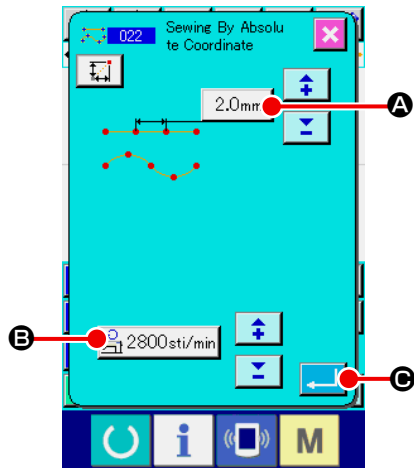 022
Sewing By Absolu
te Coordinate
2.0mm
A
B
2800sti/min
C
i
M